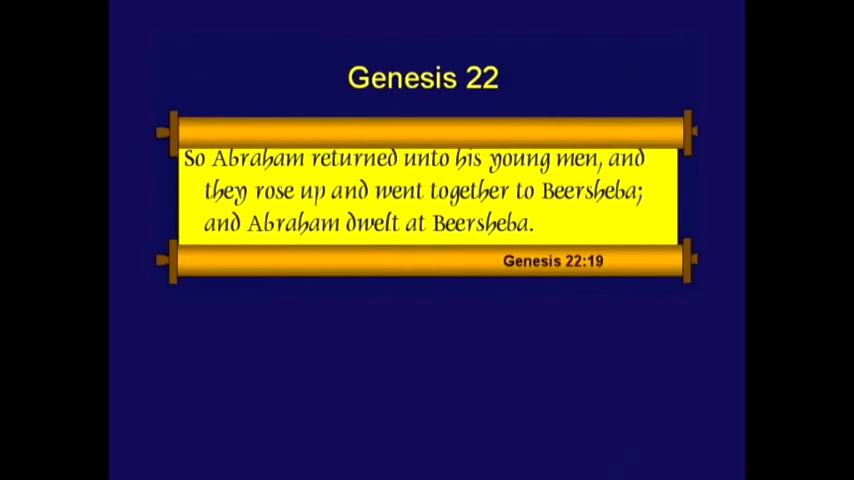 Genesis 22
So Abraham returned unto his young men, and
they rose up and went together to Beersheba;
and Abraham dwelt at Beersheba.
Genesis 22:19